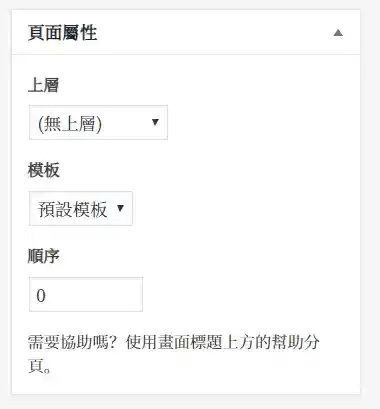 頁面屬性
上層
(無上層)
模板
預設模板
順序
0
需要協助嗎? 使用畫面標題上方的幫助分
頁。